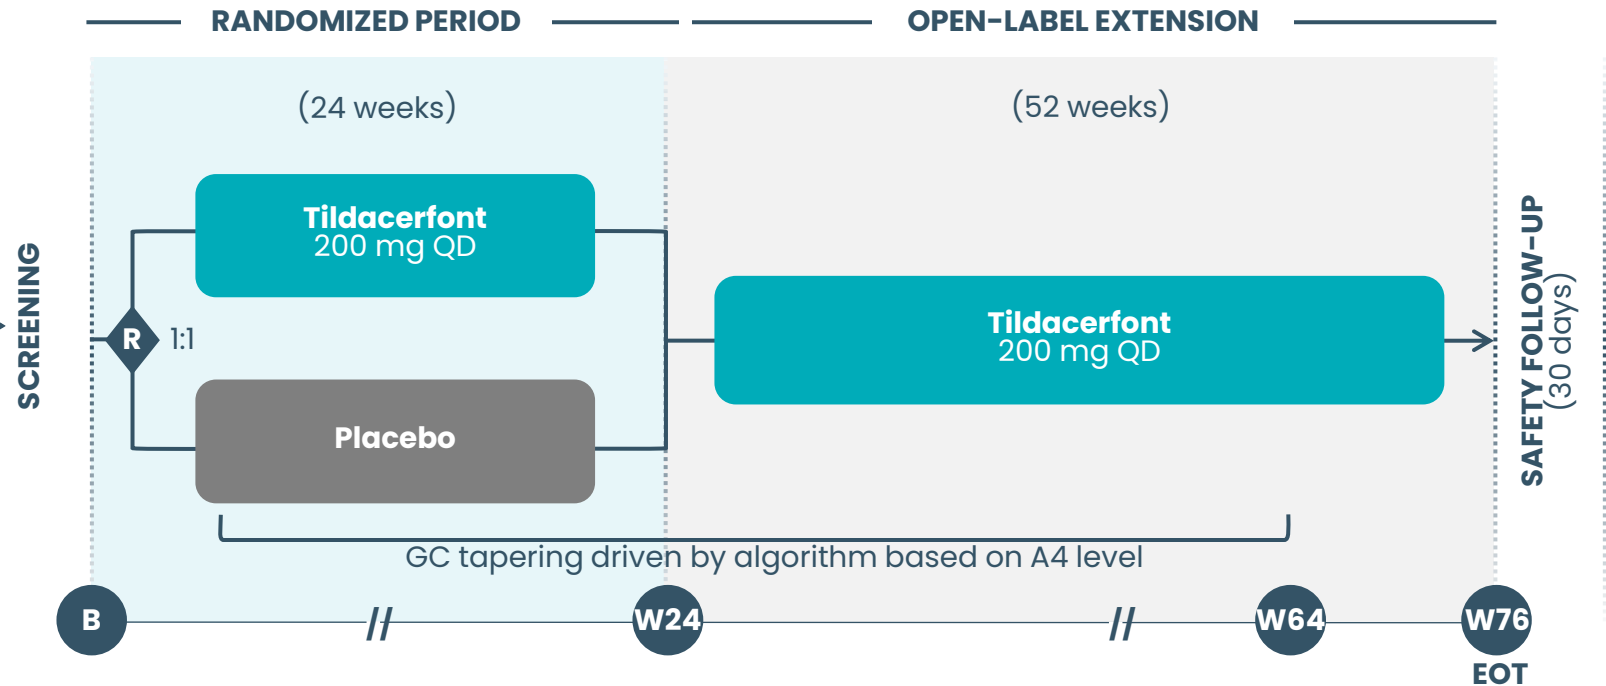 RANDOMIZED PERIOD
OPEN-LABEL EXTENSION
(24 weeks)
(52 weeks)
SCREENING
R
1:1
Tildacerfont
200 mg QD
Placebo
Tildacerfont
200 mg QD
SAFETY FOLLOW-UP
(30 days)
GC tapering driven by algorithm based on A4 level
B
W24
W64
W76
EOT